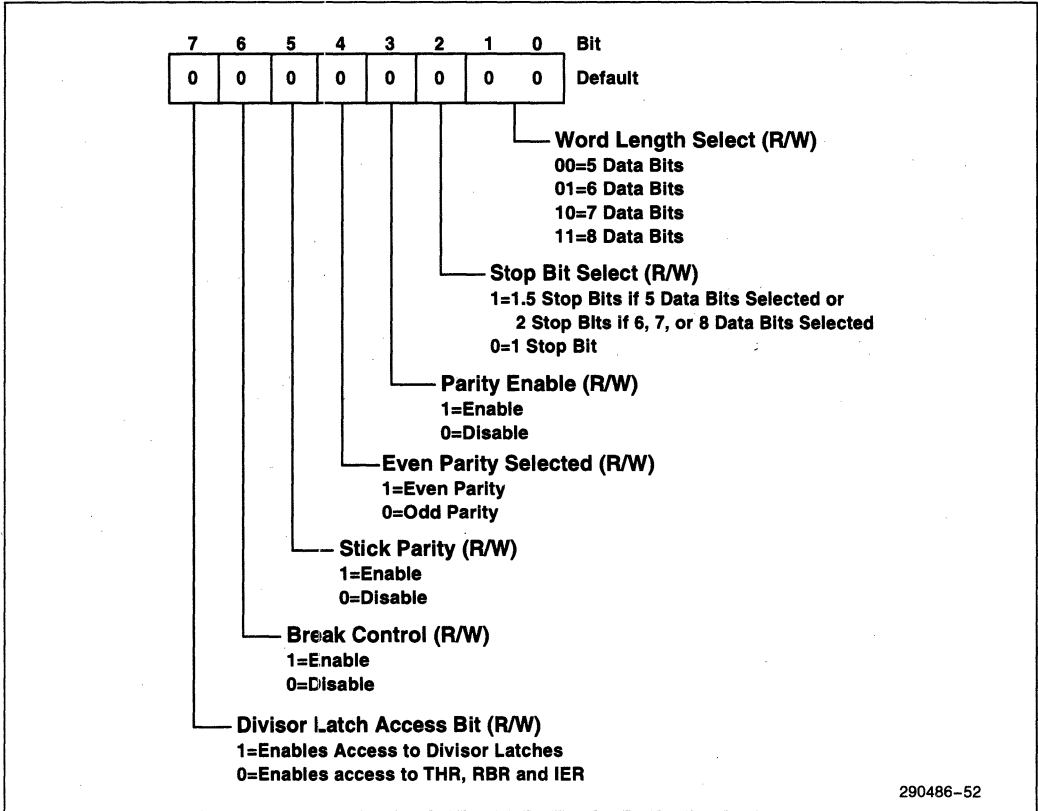 7 6 5 4 3 2 1 0 Bit
0 0 0 0 0 0 0 0 Default
Word Length Select (R/W)
00=5 Data Bits
01=6 Data Bits
10=7 Data Bits
11=8 Data Bits
Stop Bit Select (R/W)
1=1.5 Stop Bits if 5 Data Bits Selected or
2 Stop Bits if 6, 7, or 8 Data Bits Selected
0=1 Stop Bit
Parity Enable (R/W)
1=Enable
0=Disable
Even Parity Selected (R/W)
1=Even Parity
0=Odd Parity
Stick Parity (R/W)
1=Enable
0=Disable
Break Control (R/W)
1=Enable
0=Disable
Divisor Latch Access Bit (R/W)
1=Enables Access to Divisor Latches
0=Enables access to THR, RBR and IER
290486–52